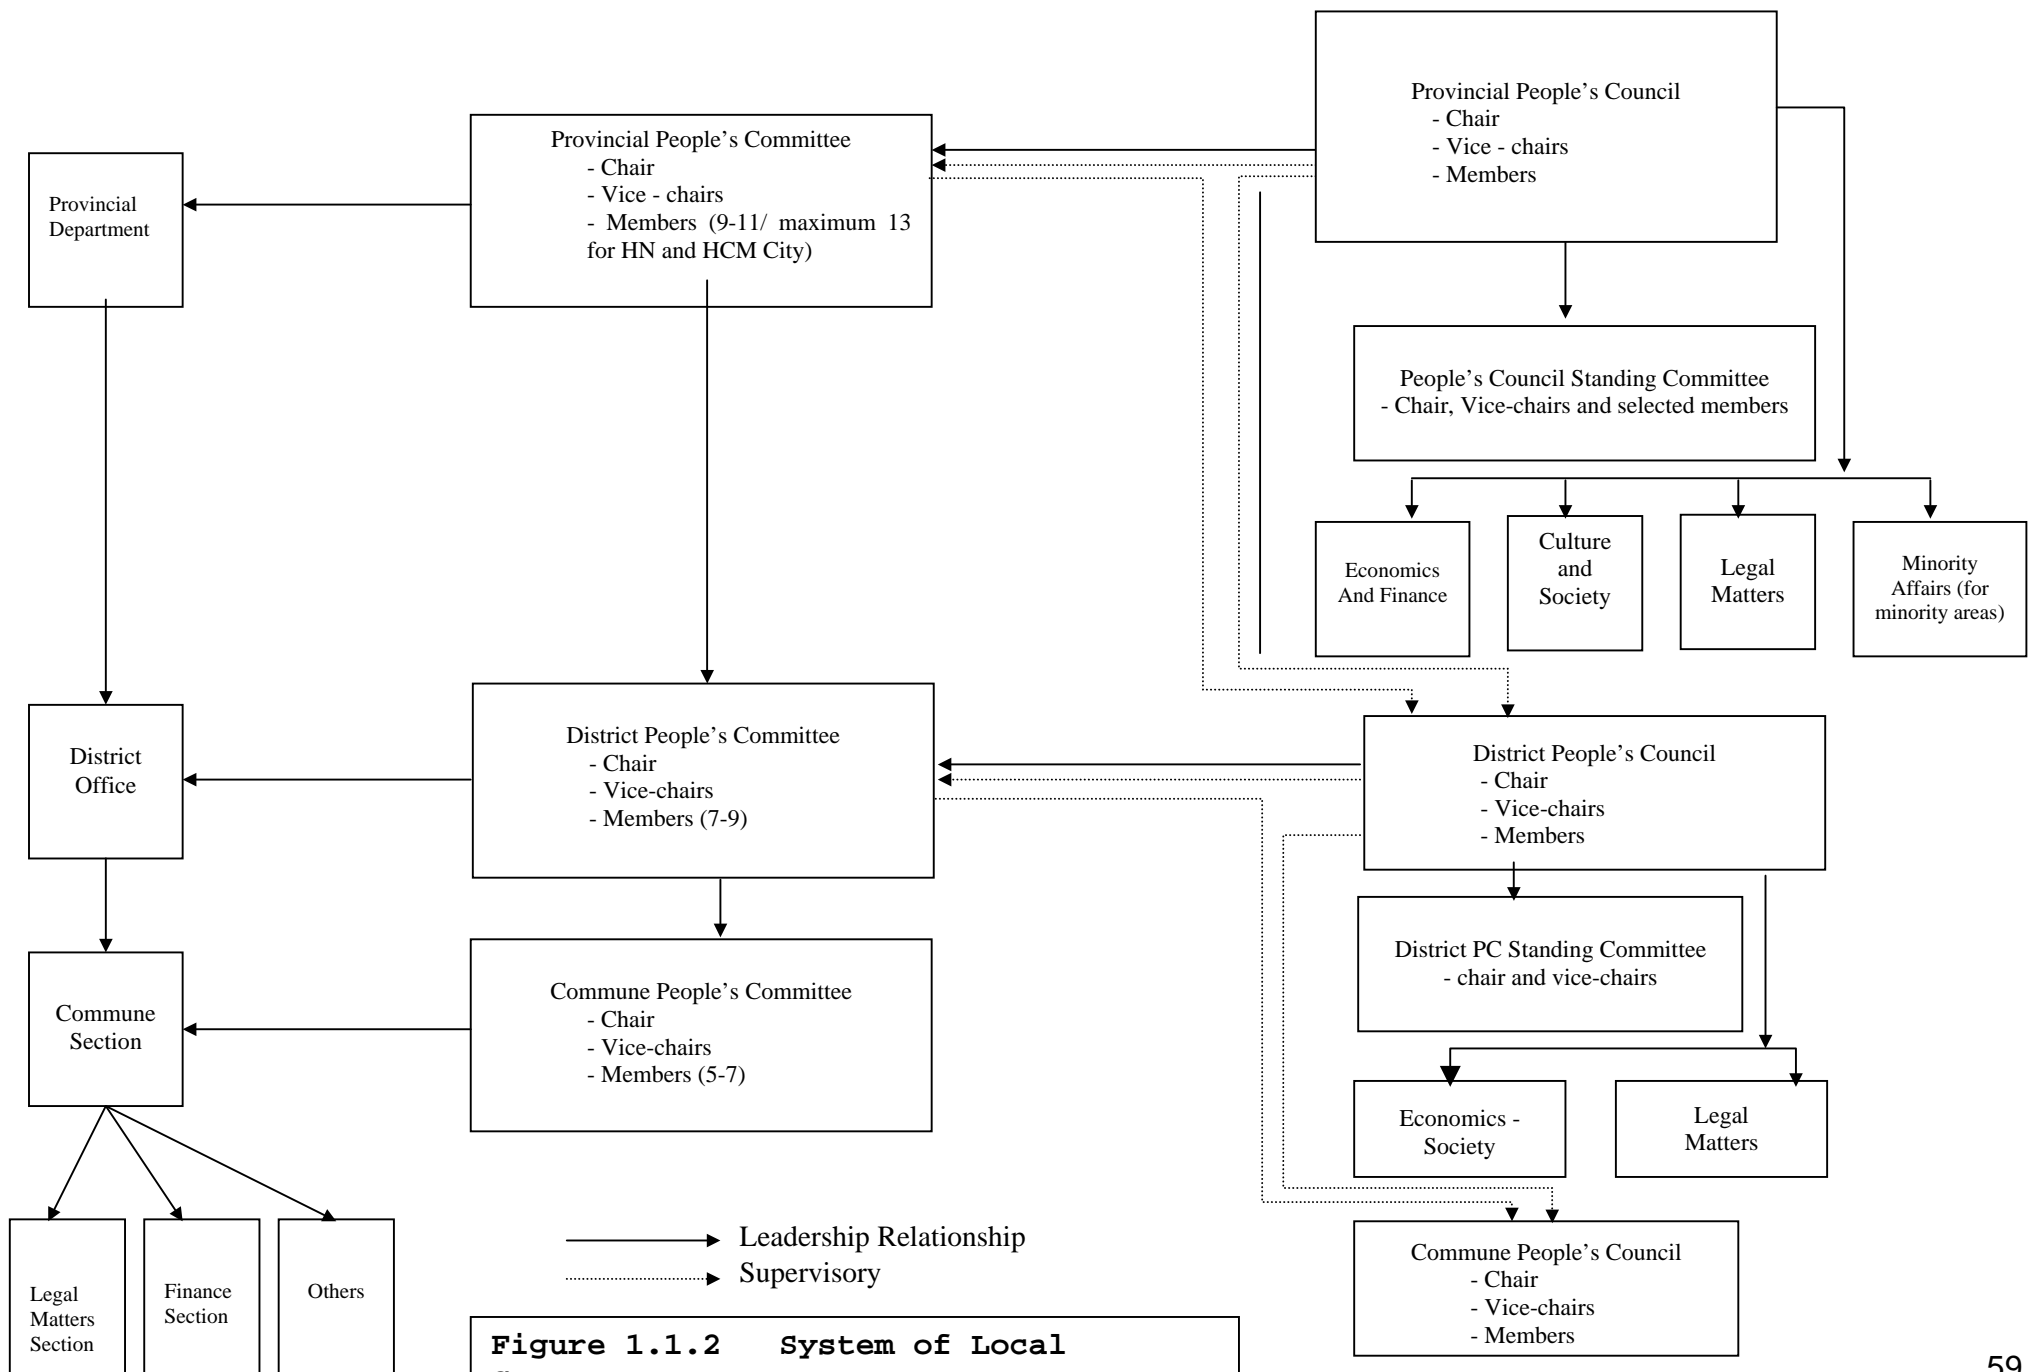 Provincial People’s Council
- Chair
- Vice - chairs
- Members
Provincial People’s Committee
- Chair
- Vice - chairs
- Members (9-11/ maximum 13
for HN and HCM City)
Provincial
Department
People’s Council Standing Committee
- Chair, Vice-chairs and selected members
Economics
And Finance
Culture
and
Society
Legal
Matters
Minority
Affairs (for
minority areas)
District
Office
District People’s Committee
- Chair
- Vice-chairs
- Members (7-9)
District People’s Council
- Chair
- Vice-chairs
- Members
District PC Standing Committee
- chair and vice-chairs
Commune
Section
Commune People’s Committee
- Chair
- Vice-chairs
- Members (5-7)
Economics -
Society
Legal
Matters
Legal
Matters
Section
Finance
Section
Others
Leadership Relationship
Supervisory
Commune People’s Council
- Chair
- Vice-chairs
- Members
Figure 1.1.2 System of Local
59